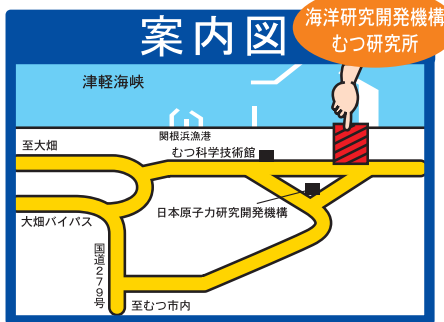 案内図
海洋研究開発機構
むつ研究所
津軽海峡
関根浜漁港
むつ科学技術館
至大畑
日本原子力研究開発機構
大畑バイパス
国道279号
至むつ市内